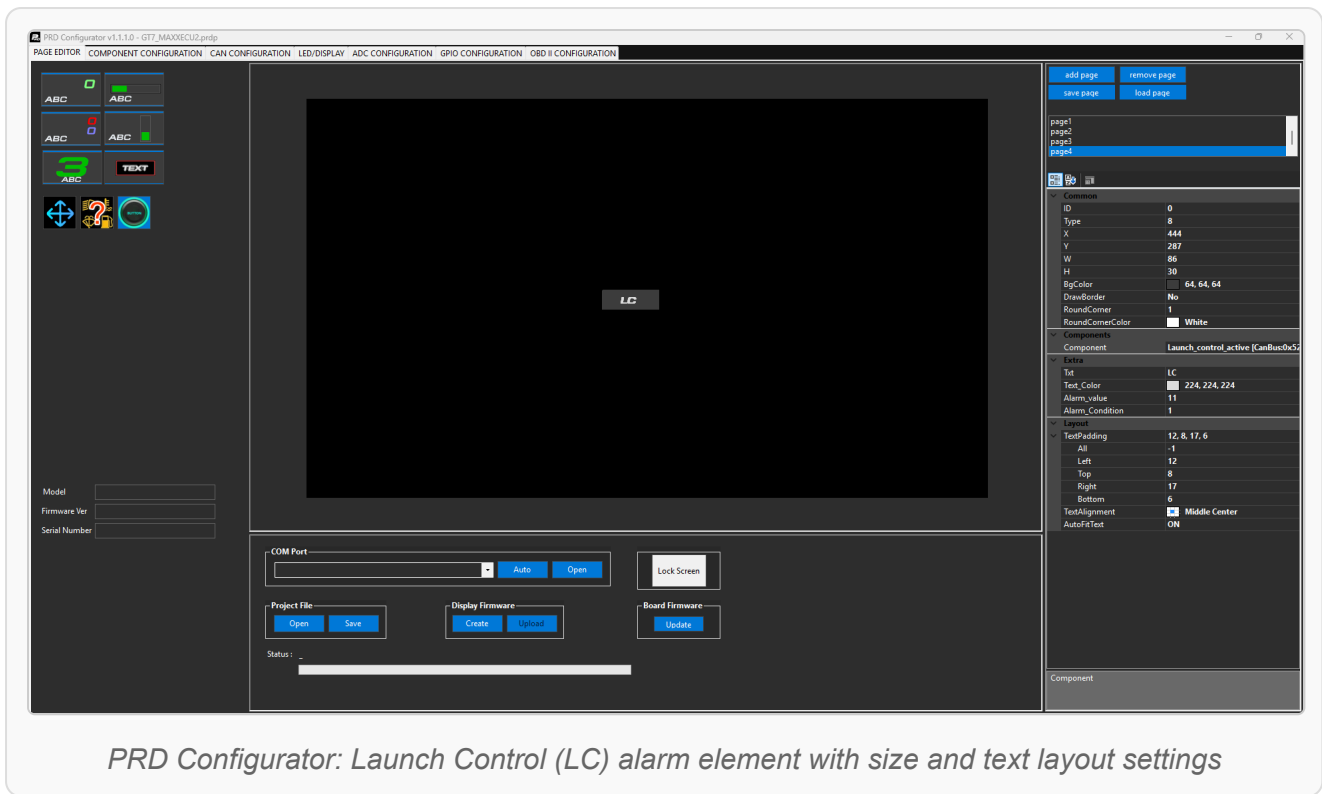 PRD Configurator v1.1.1.0 - GT7_MAXXECU2.prdp
PAGE EDITOR COMPONENT CONFIGURATION CAN CONFIGURATION LED/DISPLAY ADC CONFIGURATION GPIO CONFIGURATION OBD II CONFIGURATION
0
ABC ABC
0
0
ABC ABC
3
ABC TEXT
BUTTON
Model
Firmware Ver
Serial Number
LC
COM Port
Auto Open
Lock Screen
Project File Display Firmware Board Firmware
Open Save Create Upload Update
Status : _
add page remove page
save page load page
page1
page2
page3
page4
Common
ID 0
Type 8
X 444
Y 287
W 86
H 30
BgColor 64, 64, 64
DrawBorder No
RoundCorner 1
RoundCornerColor White
Components
Component Launch_control_active [CanBus:0x52
Extra
Txt LC
Text_Color 224, 224, 224
Alarm_value 11
Alarm_Condition 1
Layout
TextPadding 12, 8, 17, 6
All -1
Left 12
Top 8
Right 17
Bottom 6
TextAlignment Middle Center
AutoFitText ON
Component
PRD Configurator: Launch Control (LC) alarm element with size and text layout settings